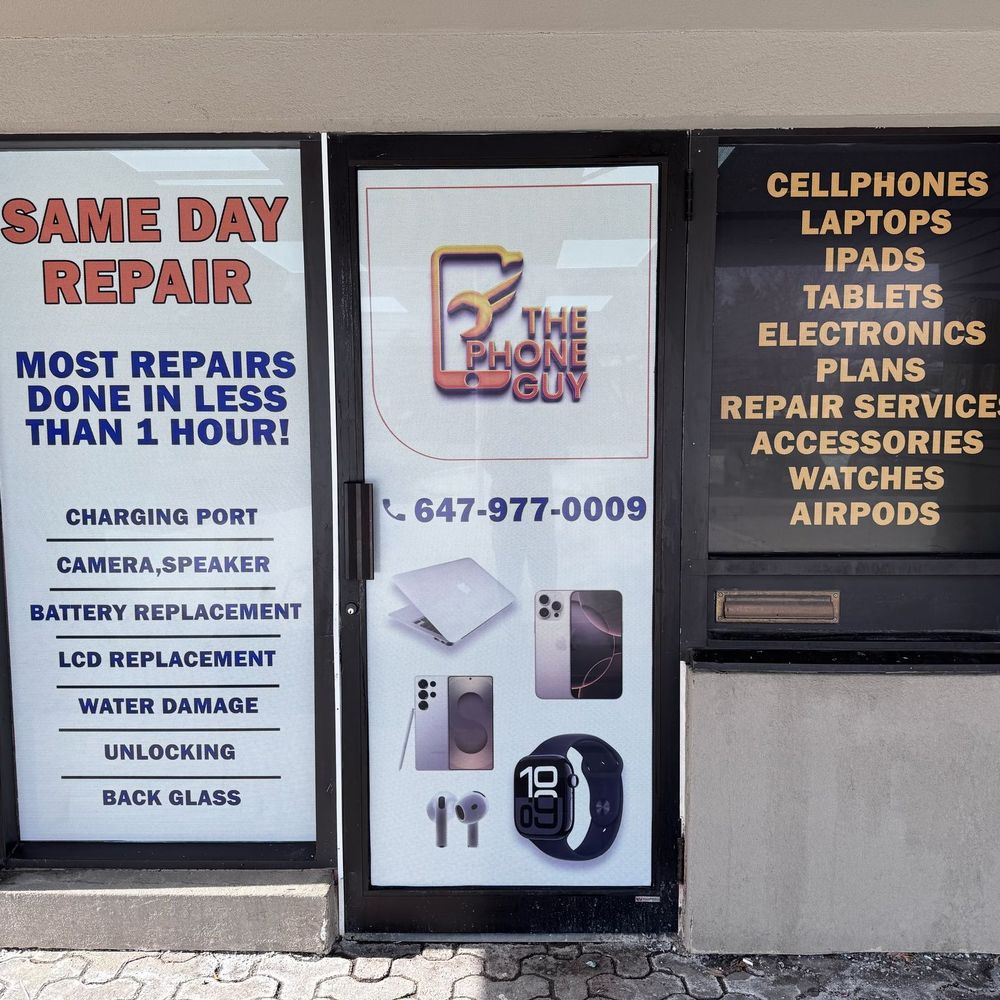 SAME DAY
REPAIR
MOST REPAIRS
DONE IN LESS
THAN 1 HOUR!
CHARGING PORT
CAMERA,SPEAKER
BATTERY REPLACEMENT
LCD REPLACEMENT
WATER DAMAGE
UNLOCKING
BACK GLASS
THE
PHONE
GUY
647-977-0009
10
09
CELLPHONES
LAPTOPS
IPADS
TABLETS
ELECTRONICS
PLANS
REPAIR SERVICES
ACCESSORIES
WATCHES
AIRPODS